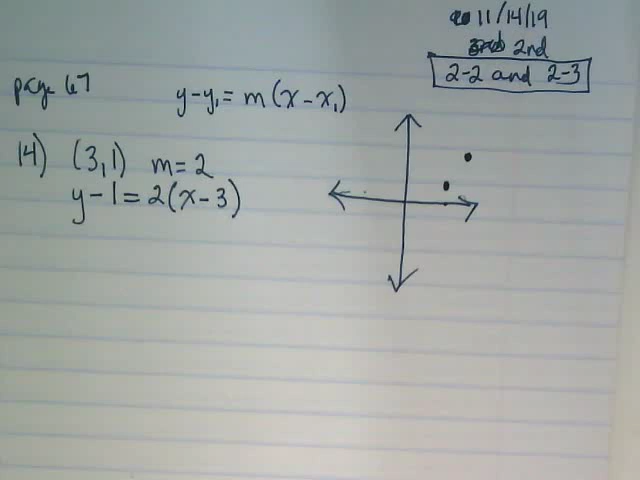 11/14/19
2nd
2-2 and 2-3
page 67
y-y₁= m(x-x₁)
14) (3,1) m=2
y-1=2(x-3)